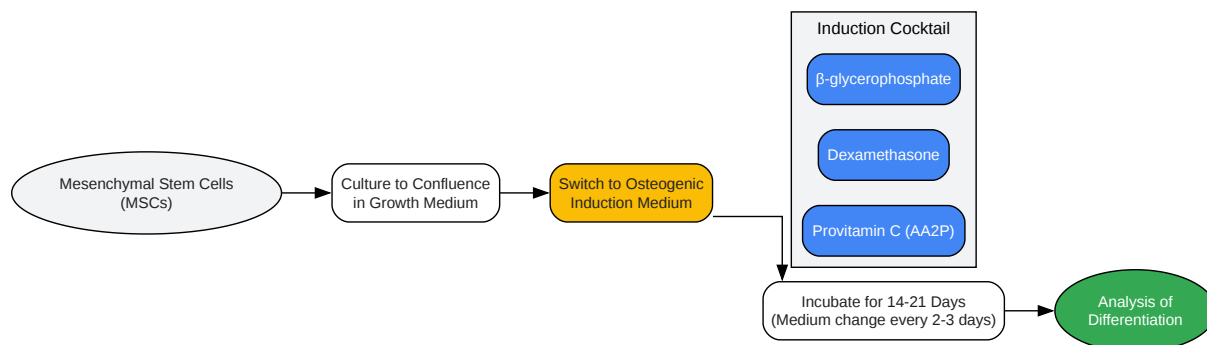 Mesenchymal Stem Cells
(MSCs)
Culture to Confluence
in Growth Medium
Switch to Osteogenic
Induction Medium
Induction Cocktail
β-glycerophosphate
Dexamethasone
Provitamin C (AA2P)
Incubate for 14-21 Days
(Medium change every 2-3 days)
Analysis of
Differentiation